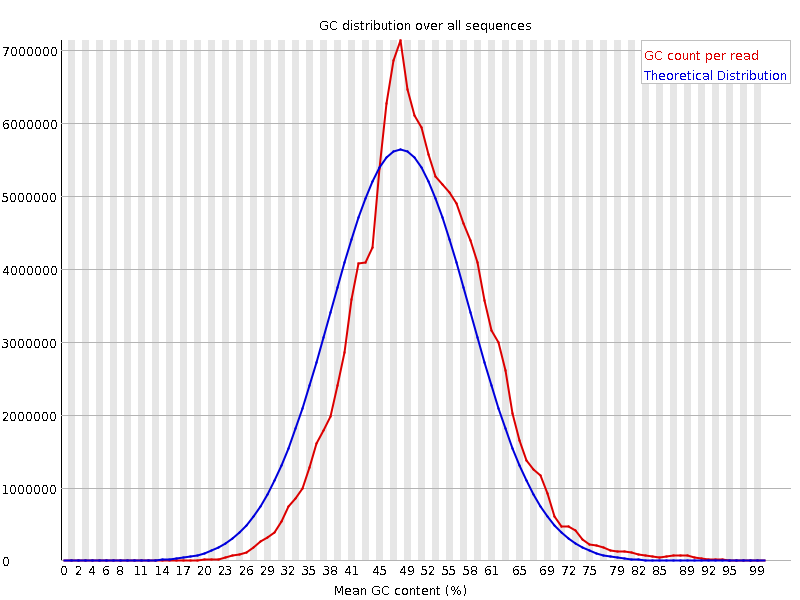 GC distribution over all sequences
7000000
GC count per read
Theoretical Distribution
6000000
5000000
4000000
3000000
2000000
1000000
0
0 2 4 6 8 11 14 17 20 23 26 29 32 35 38 41 45 49 52 55 58 61 65 69 72 75 79 82 85 89 92 95 99
Mean GC content (%)